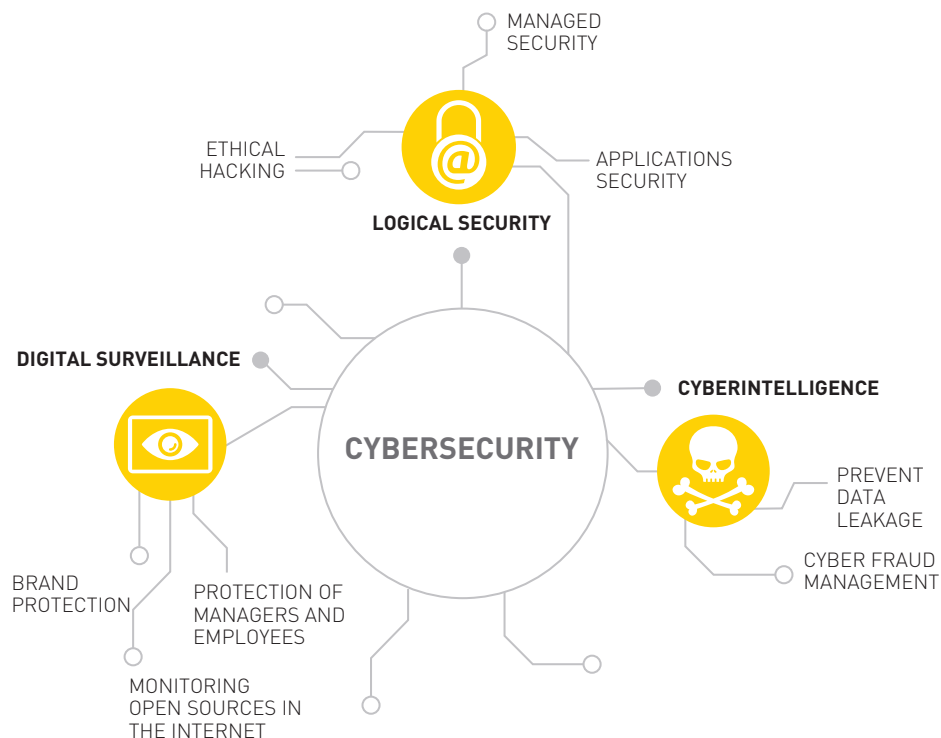 MANAGED
SECURITY
ETHICAL
HACKING
@
APPLICATIONS
SECURITY
LOGICAL SECURITY
DIGITAL SURVEILLANCE
CYBERINTELLIGENCE
CYBERSECURITY
PREVENT
DATA
LEAKAGE
CYBER FRAUD
MANAGEMENT
BRAND
PROTECTION
PROTECTION OF
MANAGERS AND
EMPLOYEES
MONITORING
OPEN SOURCES IN
THE INTERNET